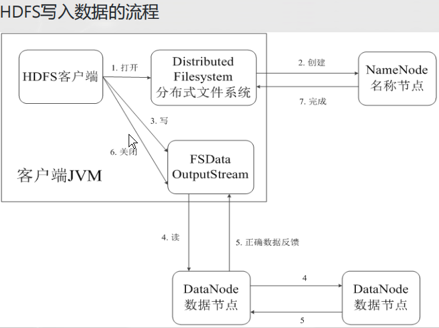 HDFS写入数据的流程
HDFS客户端
1. 打开
Distributed
Filesystem
分布式文件系统
2. 创建
7. 完成
NameNode
名称节点
3. 写
6. 关闭
客户端JVM
FSData
OutputStream
4. 读
5. 正确数据反馈
DataNode
数据节点
4
5
DataNode
数据节点